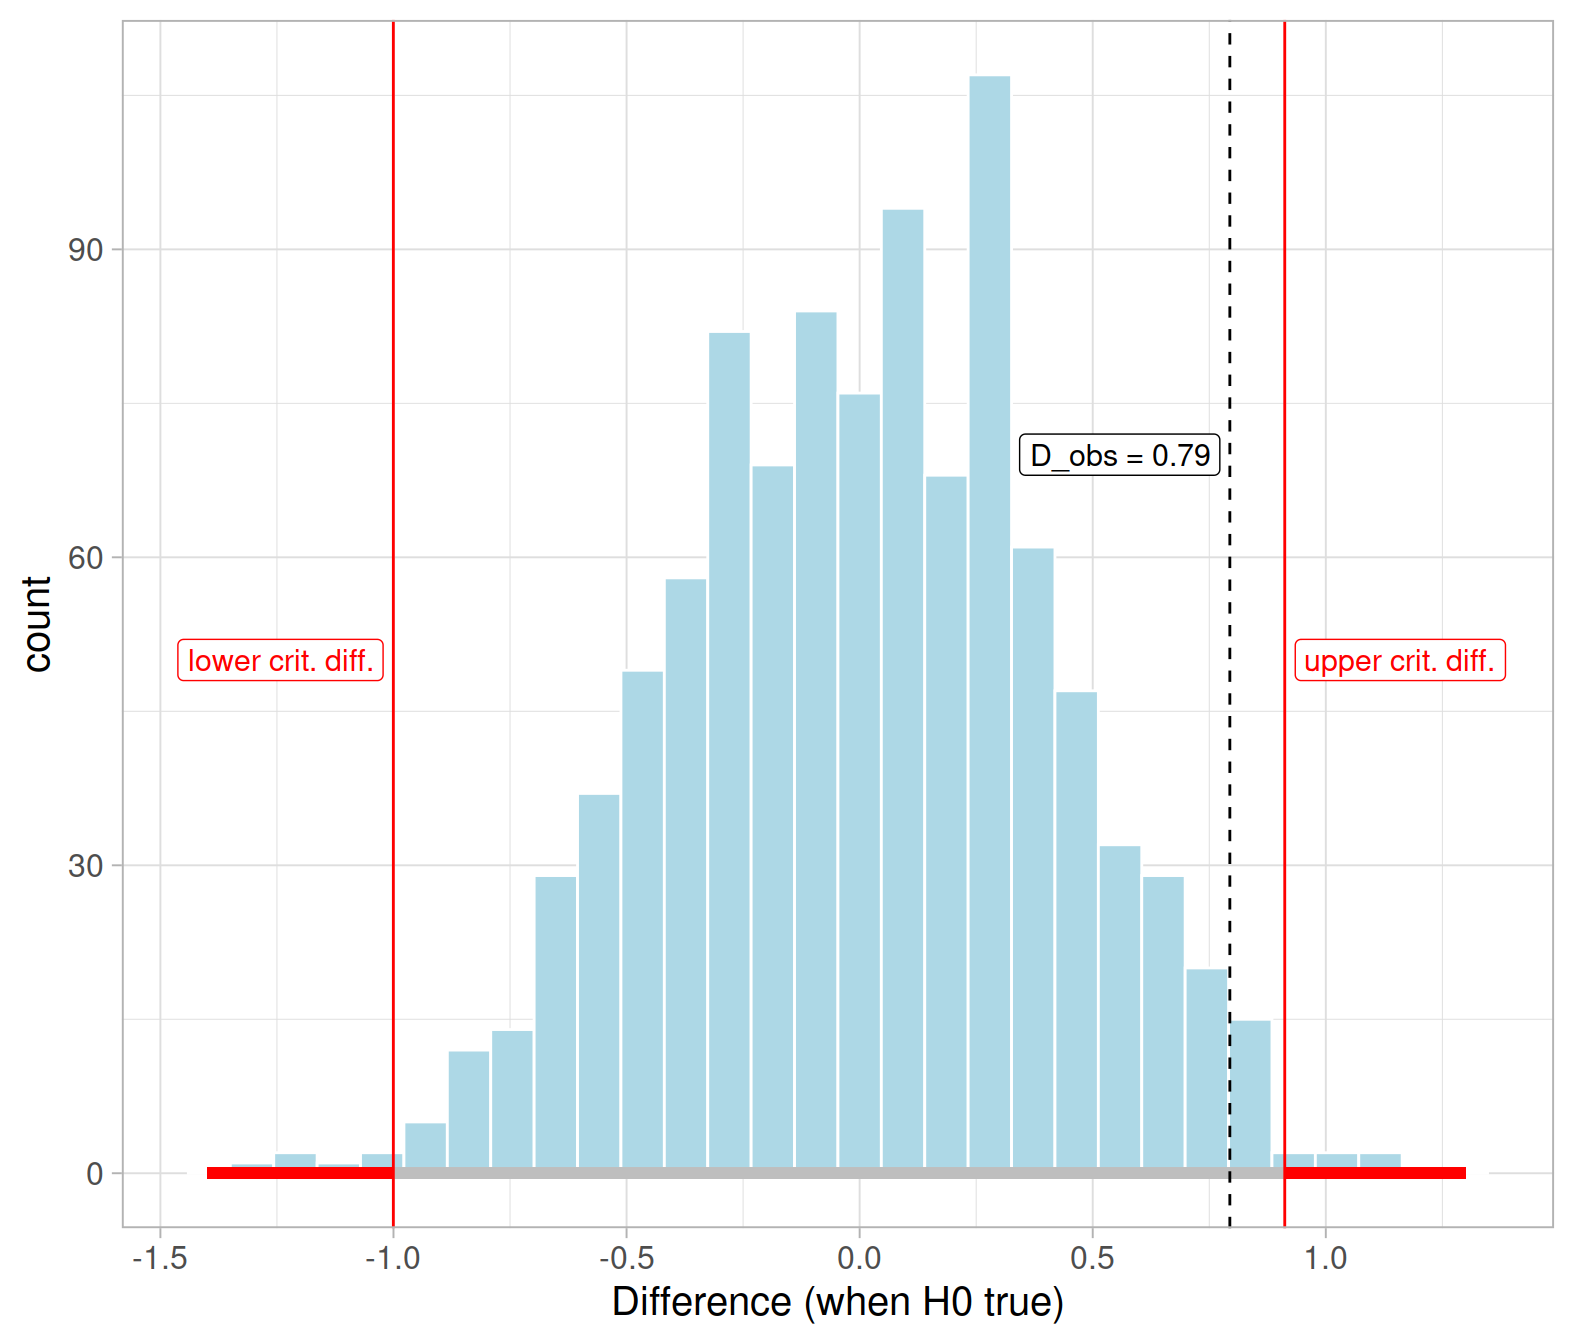 90
60
30
0
count
D_obs = 0.79
lower crit. diff.
upper crit. diff.
-1.5
-1.0
-0.5
0.0
0.5
1.0
Difference (when H0 true)